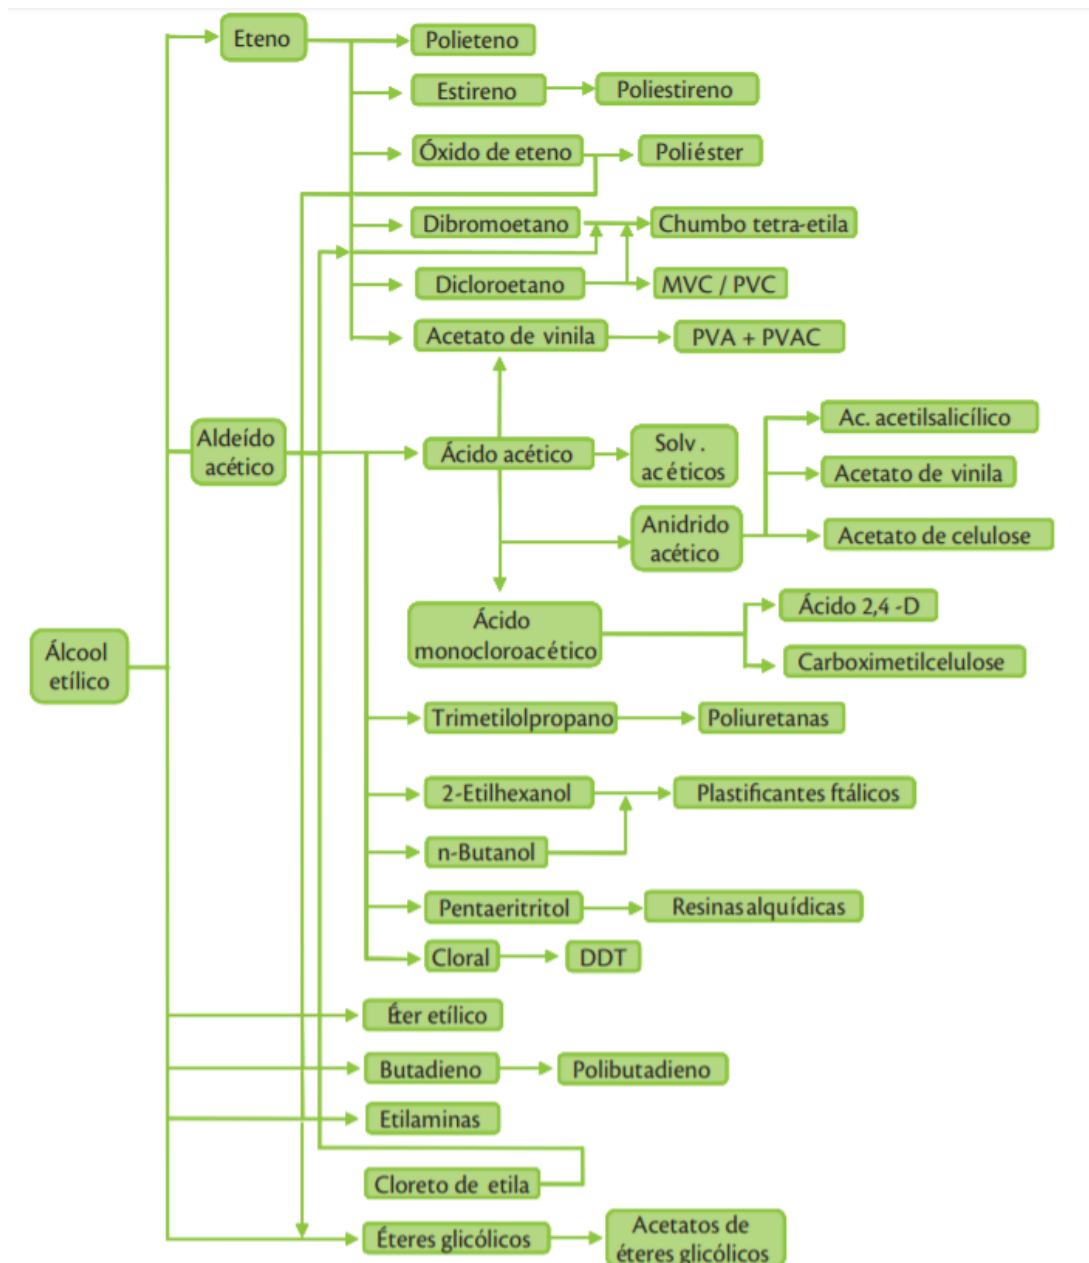 Eteno
Polieteno
Estireno
Poliestireno
Óxido de eteno
Poliéster
Dibromoetano
Chumbo tetra-etila
Dicloroetano
MVC / PVC
Acetato de vinila
PVA + PVAC
Aldeído
acético
Ácido acético
Solv .
acéticos
Ac. acetilsalicílico
Acetato de vinila
Anidrido
acético
Acetato de celulose
Ácido
monocloroacético
Ácido 2,4 -D
Carboximetilcelulose
Álcool
etílico
Trimetilolpropano
Poliuretanas
2-Etilhexanol
Plastificantes ftálicos
n-Butanol
Pentaeritritol
Resinas alquídicas
Cloral
DDT
Éter etílico
Butadieno
Polibutadieno
Etilaminas
Cloreto de etila
Éteres glicólicos
Acetatos de
éteres glicólicos